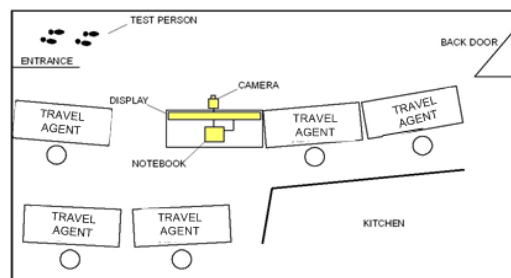 TEST PERSON
BACK DOOR
ENTRANCE
CAMERA
DISPLAY
TRAVEL
AGENT
TRAVEL
AGENT
TRAVEL
AGENT
NOTEBOOK
TRAVEL
AGENT
TRAVEL
AGENT
KITCHEN